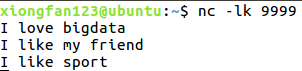 xiongfan123@ubuntu:~$ nc -lk 9999
I love bigdata
I like my friend
I like sport